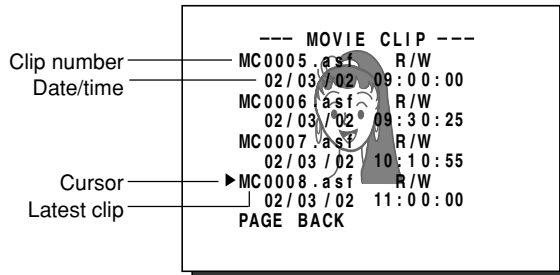 --- MOVIE CLIP ---
Clip number MC0005.asf R/W
Date/time 02/03/02 09:00:00
MC0006.asf R/W
02/03/02 09:30:25
MC0007.asf R/W
02/03/02 10:10:55
Cursor ▶MC0008.asf R/W
Latest clip 02/03/02 11:00:00
PAGE BACK